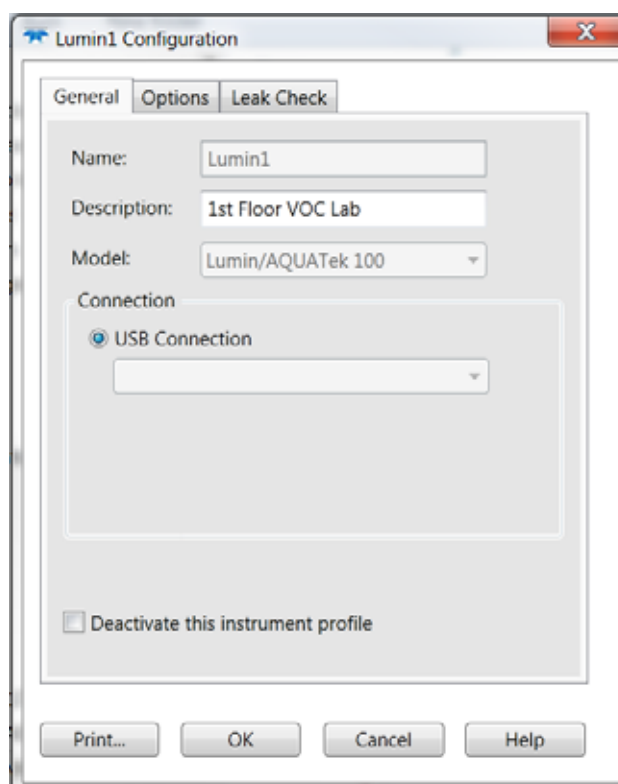 Lumin1 Configuration
General Options Leak Check
Name: Lumin1
Description: 1st Floor VOC Lab
Model: Lumin/AQUATek 100
Connection
USB Connection
Deactivate this instrument profile
Print... OK Cancel Help